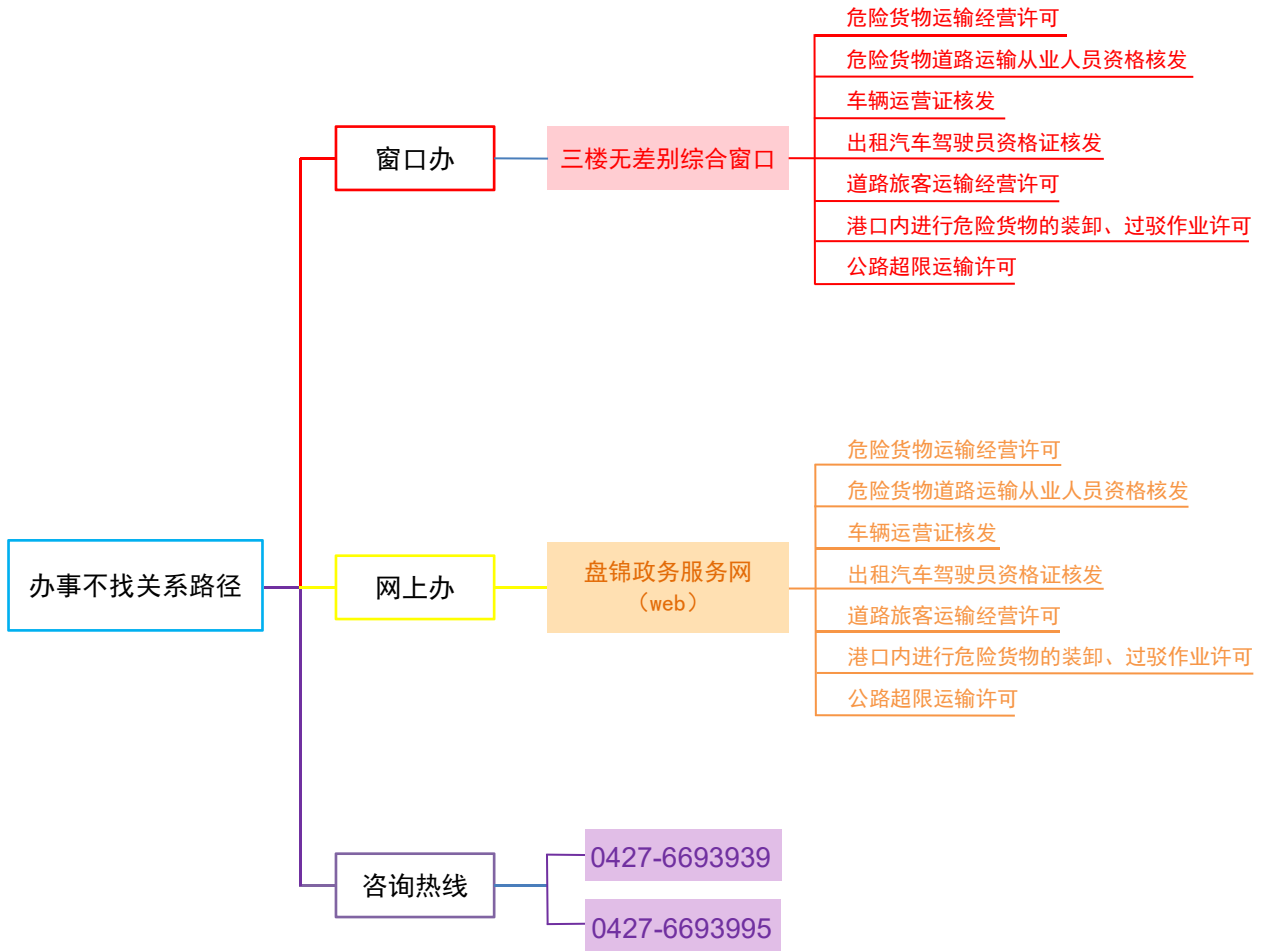 办事不找关系路径
窗口办
三楼无差别综合窗口
危险货物运输经营许可
危险货物道路运输从业人员资格核发
车辆运营证核发
出租汽车驾驶员资格证核发
道路旅客运输经营许可
港口内进行危险货物的装卸、过驳作业许可
公路超限运输许可
网上办
盘锦政务服务网
（web）
危险货物运输经营许可
危险货物道路运输从业人员资格核发
车辆运营证核发
出租汽车驾驶员资格证核发
道路旅客运输经营许可
港口内进行危险货物的装卸、过驳作业许可
公路超限运输许可
咨询热线
0427-6693939
0427-6693995